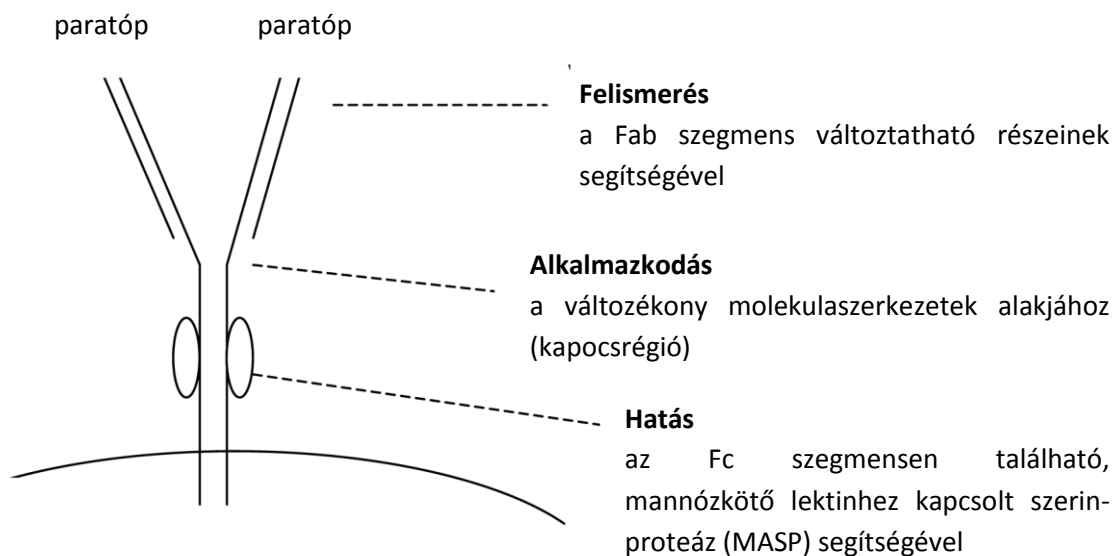 paratóp paratóp
Felismerés
a Fab szegmens változtatható részeinek
segítségével
Alkalmazkodás
a változékony molekulaszerkezetek alakjához
(kapocsrégió)
Hatás
az Fc szegmensen található,
mannózkötő lektinhez kapcsolt szerin-
proteáz (MASP) segítségével